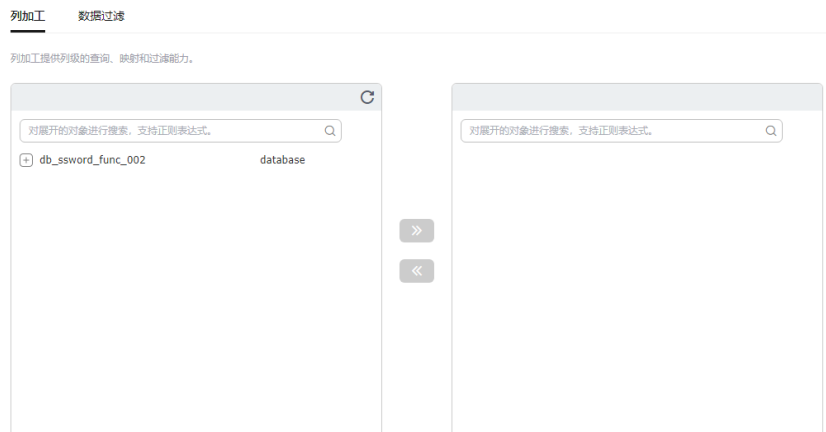 列加工 数据过滤
列加工提供列级的查询、映射和过滤能力。
对展开的对象进行搜索，支持正则表达式。 对展开的对象进行搜索，支持正则表达式。
db_ssword_func_002 database